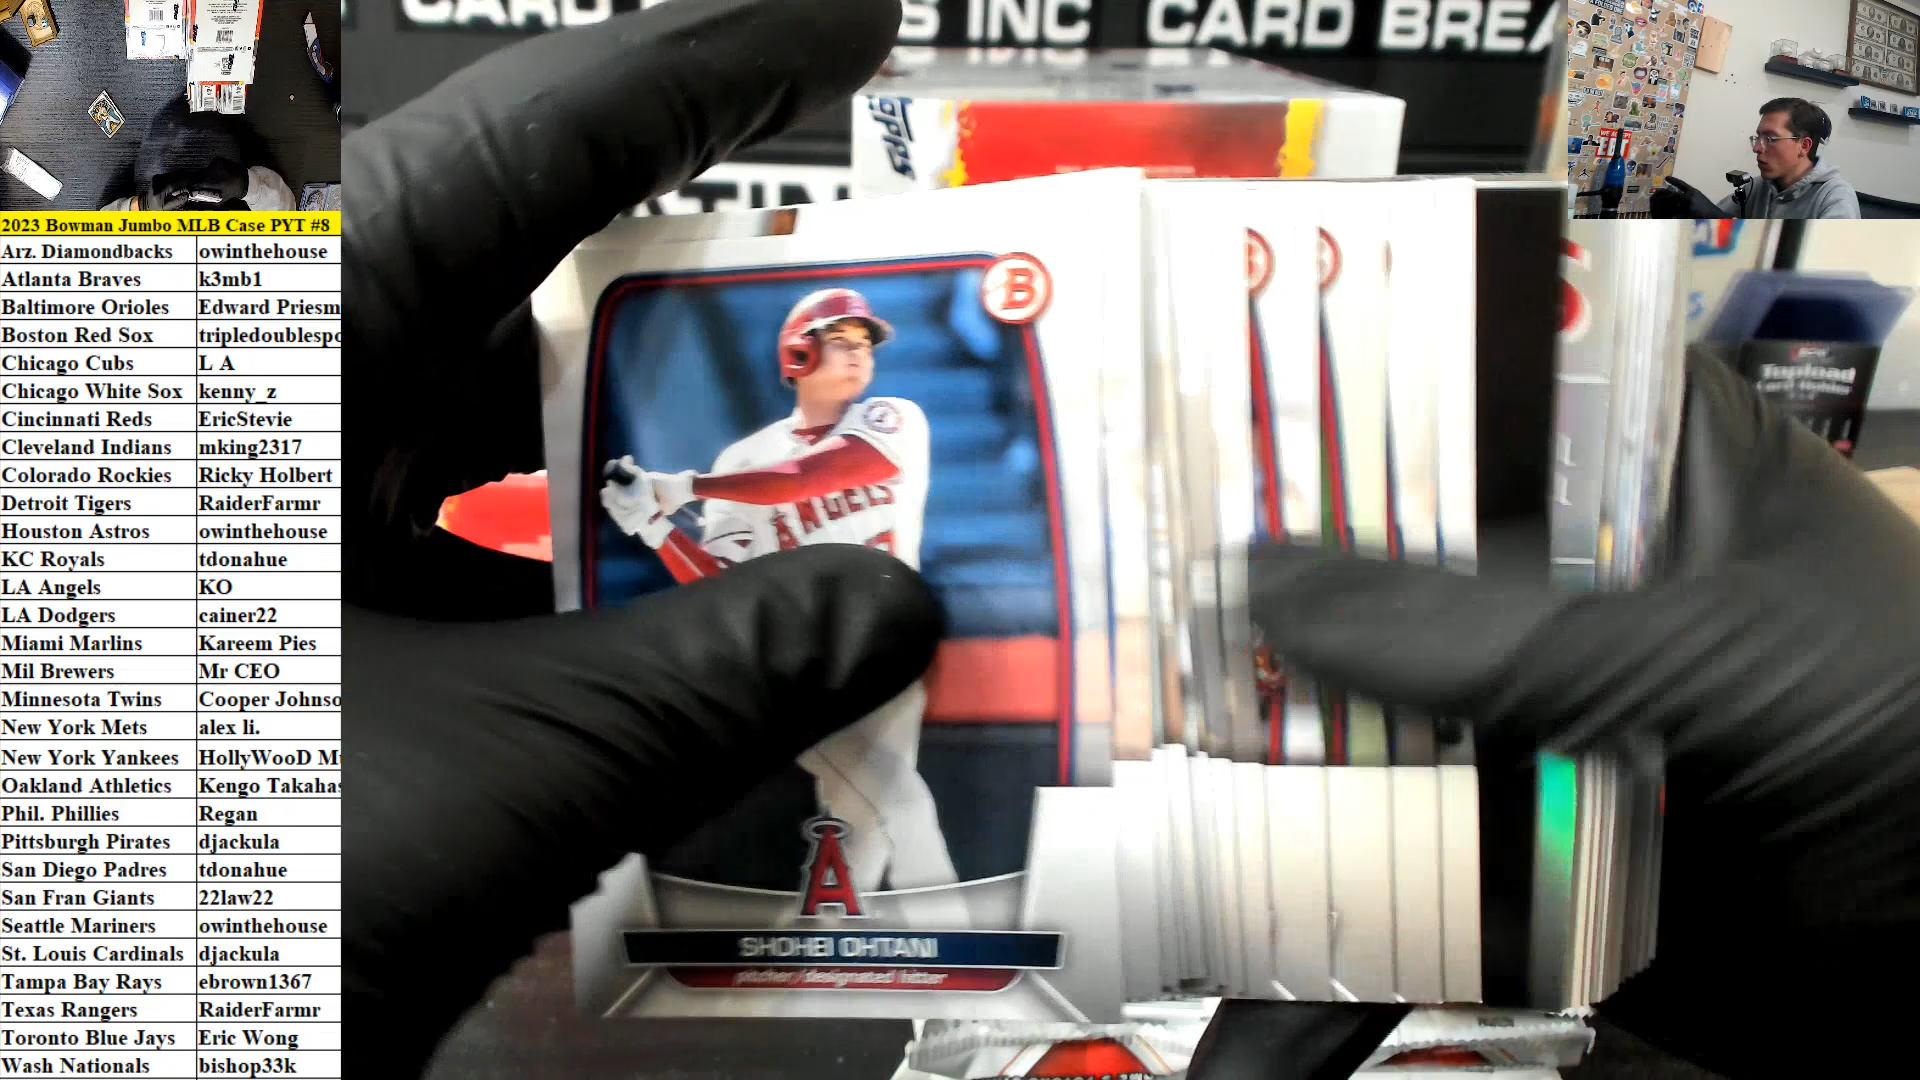 CARD
S INC
CARD BREA
topps
2023 Bowman Jumbo MLB Case PYT #8
Arz. Diamondbacks owinthehouse
Atlanta Braves k3mb1
Baltimore Orioles Edward Priesm
Boston Red Sox tripledoublespo
Chicago Cubs L A
Chicago White Sox kenny_z
Cincinnati Reds EricStevie
Cleveland Indians mking2317
Colorado Rockies Ricky Holbert
Detroit Tigers RaiderFarmr
Houston Astros owinthehouse
KC Royals tdonahue
LA Angels KO
LA Dodgers cainer22
Miami Marlins Kareem Pies
Mil Brewers Mr CEO
Minnesota Twins Cooper Johnso
New York Mets alex li.
New York Yankees HollyWooD M
Oakland Athletics Kengo Takahas
Phil. Phillies Regan
Pittsburgh Pirates djackula
San Diego Padres tdonahue
San Fran Giants 22law22
Seattle Mariners owinthehouse
St. Louis Cardinals djackula
Tampa Bay Rays ebrown1367
Texas Rangers RaiderFarmr
Toronto Blue Jays Eric Wong
Wash Nationals bishop33k
B
ANGELS
A
SHOHEI OHTANI
pitcher/designated hitter
Topload
Card Holder